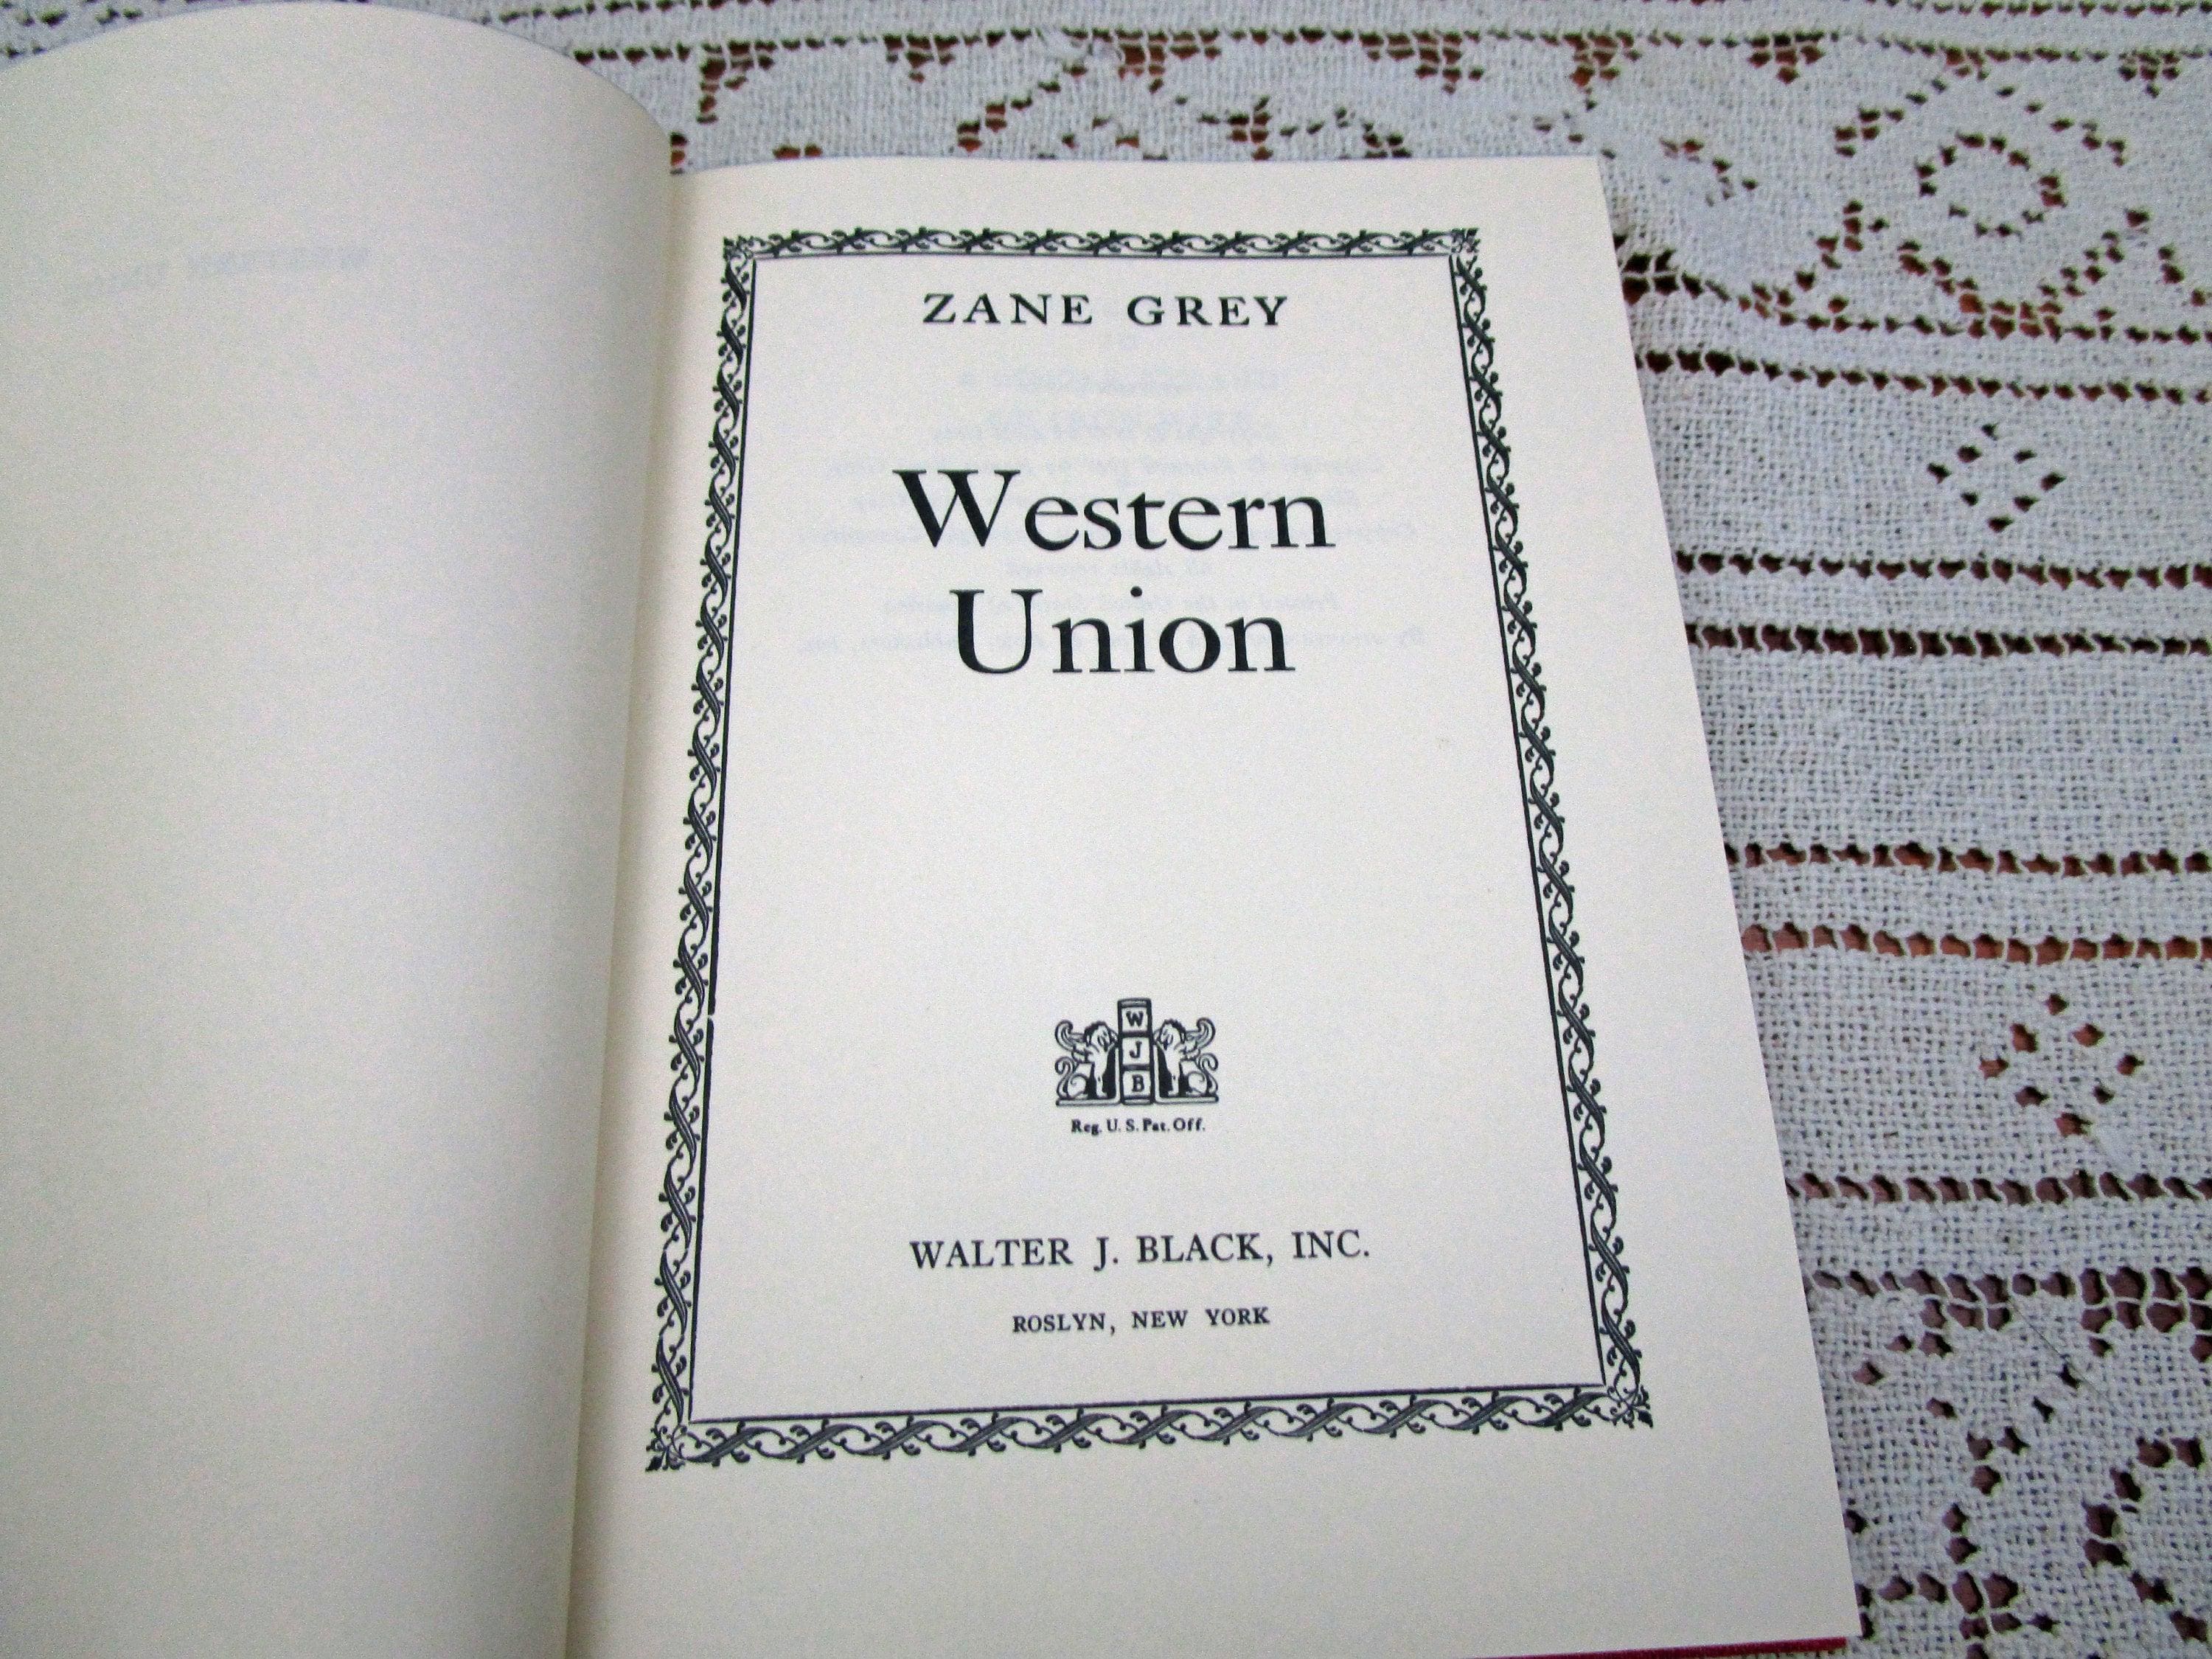 ZANE GREY
Western
Union
W
J
B
Reg. U. S. Pat. Off.
WALTER J. BLACK, INC.
ROSLYN, NEW YORK